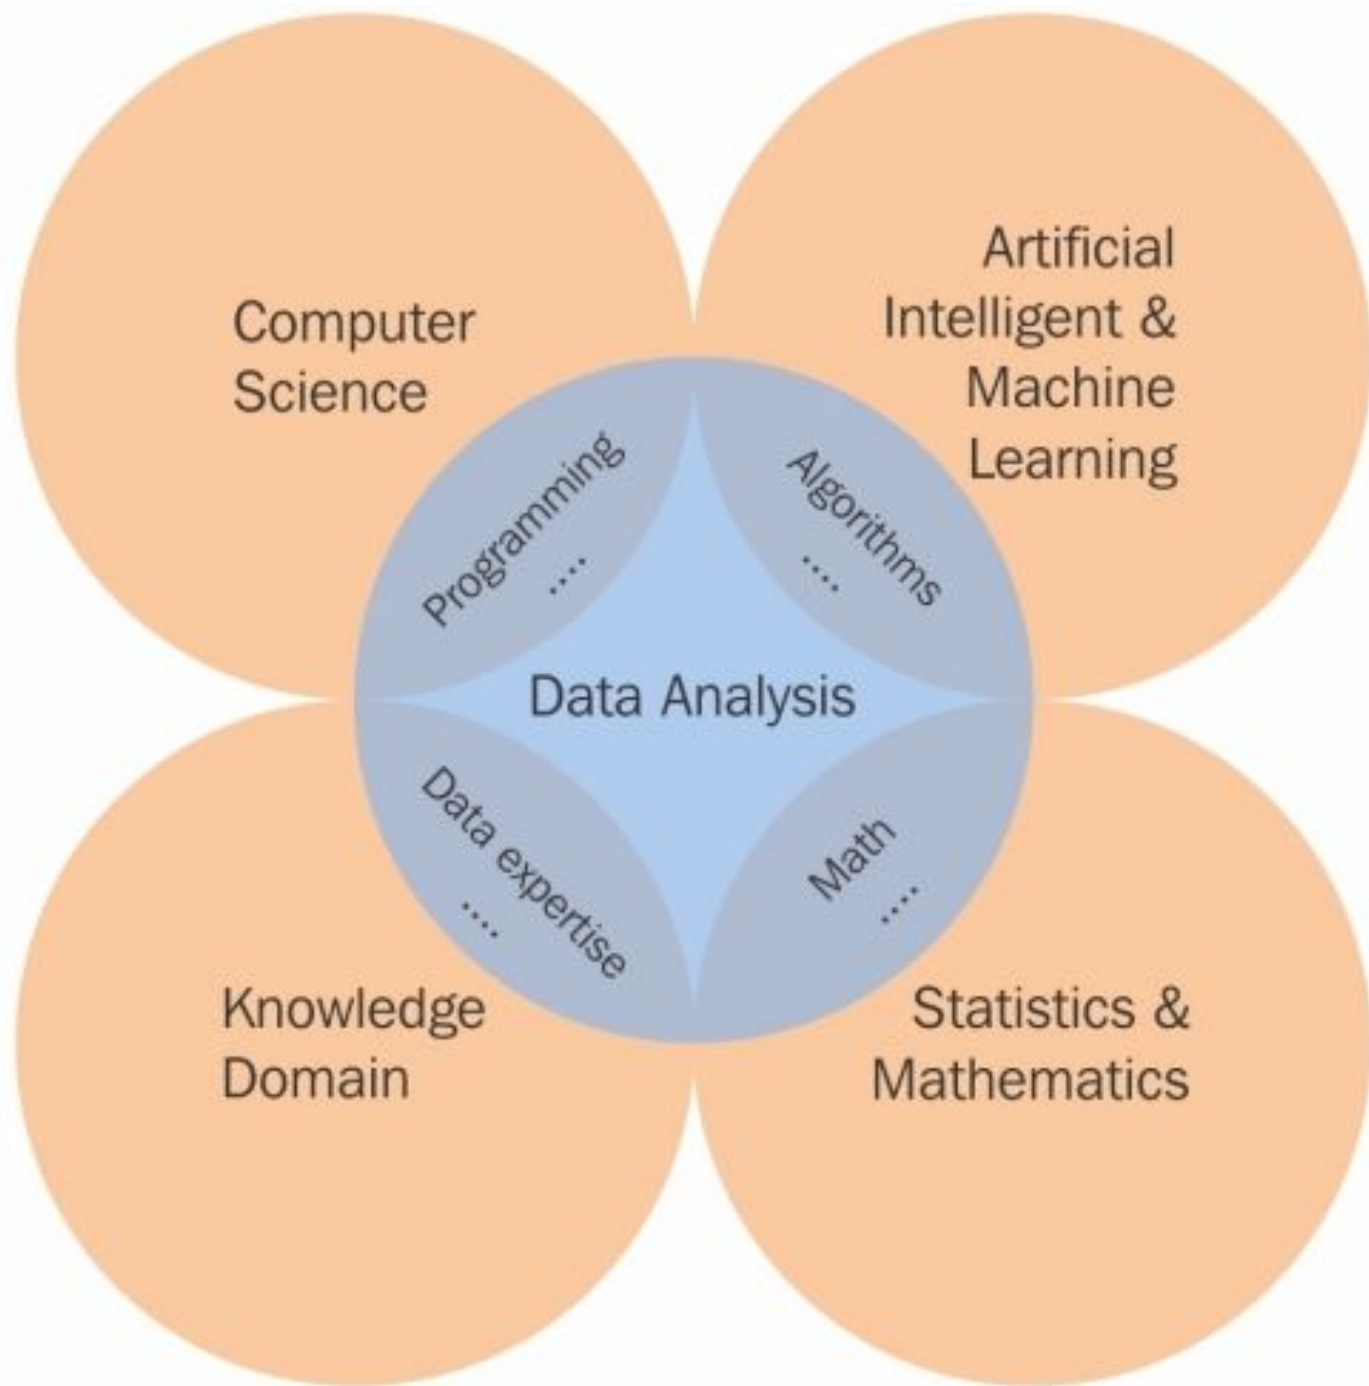 Computer
Science
Artificial
Intelligent &
Machine
Learning
Programming
....
Algorithms
....
Data Analysis
Data expertise
....
Math
....
Knowledge
Domain
Statistics &
Mathematics